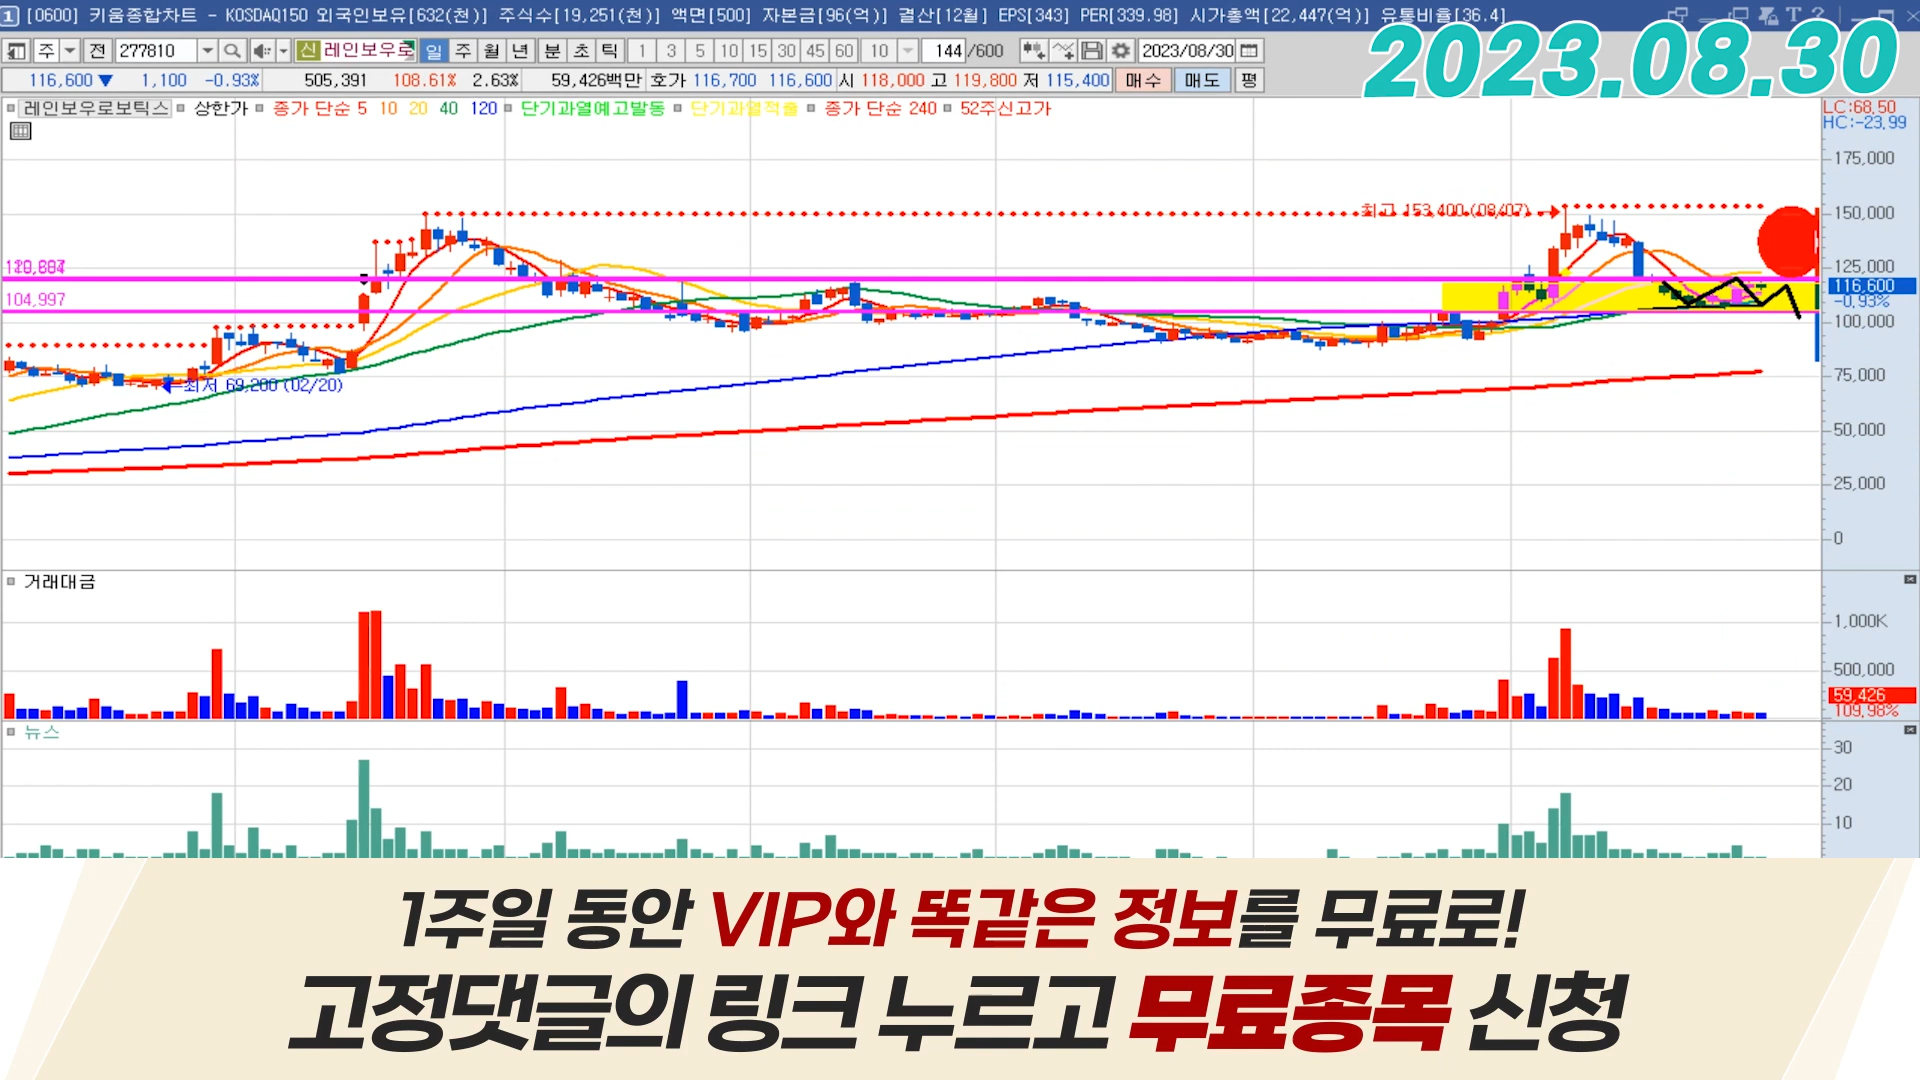 1 [0600] 키움종합차트 - KOSDAQ150 외국인보유[632(천)] 주식수[19,251(천)] 액면[500] 자본금[96(억)] 결산[12월] EPS[343] PER[339.98] 시가총액[22,447(억)] 유통비율[36.4]
2023.08.30
주 전 277810 신 레인보우로 일 주 월 년 분 초 틱 1 3 5 10 15 30 45 60 10 144 /600 2023/08/30
116,600 ▼ 1,100 -0.93% 505,391 108.61% 2.63% 59,426백만 호가 116,700 116,600 시 118,000 고 119,800 저 115,400 매수 매도 평
레인보우로보틱스 상한가 종가 단순 5 10 20 40 120 단기과열예고발동 단기과열적출 종가 단순 240 52주신고가
LC:68.50
HC:-23.99
175,000
최고 153,400 (08/07)
150,000
125,000
104,997
116,600
-0.93%
100,000
최저 69,200 (02/20)
75,000
50,000
25,000
0
거래대금
1,000K
500,000
59,426
109.98%
뉴스
30
20
10
1주일 동안 VIP와 똑같은 정보를 무료로!
고정댓글의 링크 누르고 무료종목 신청